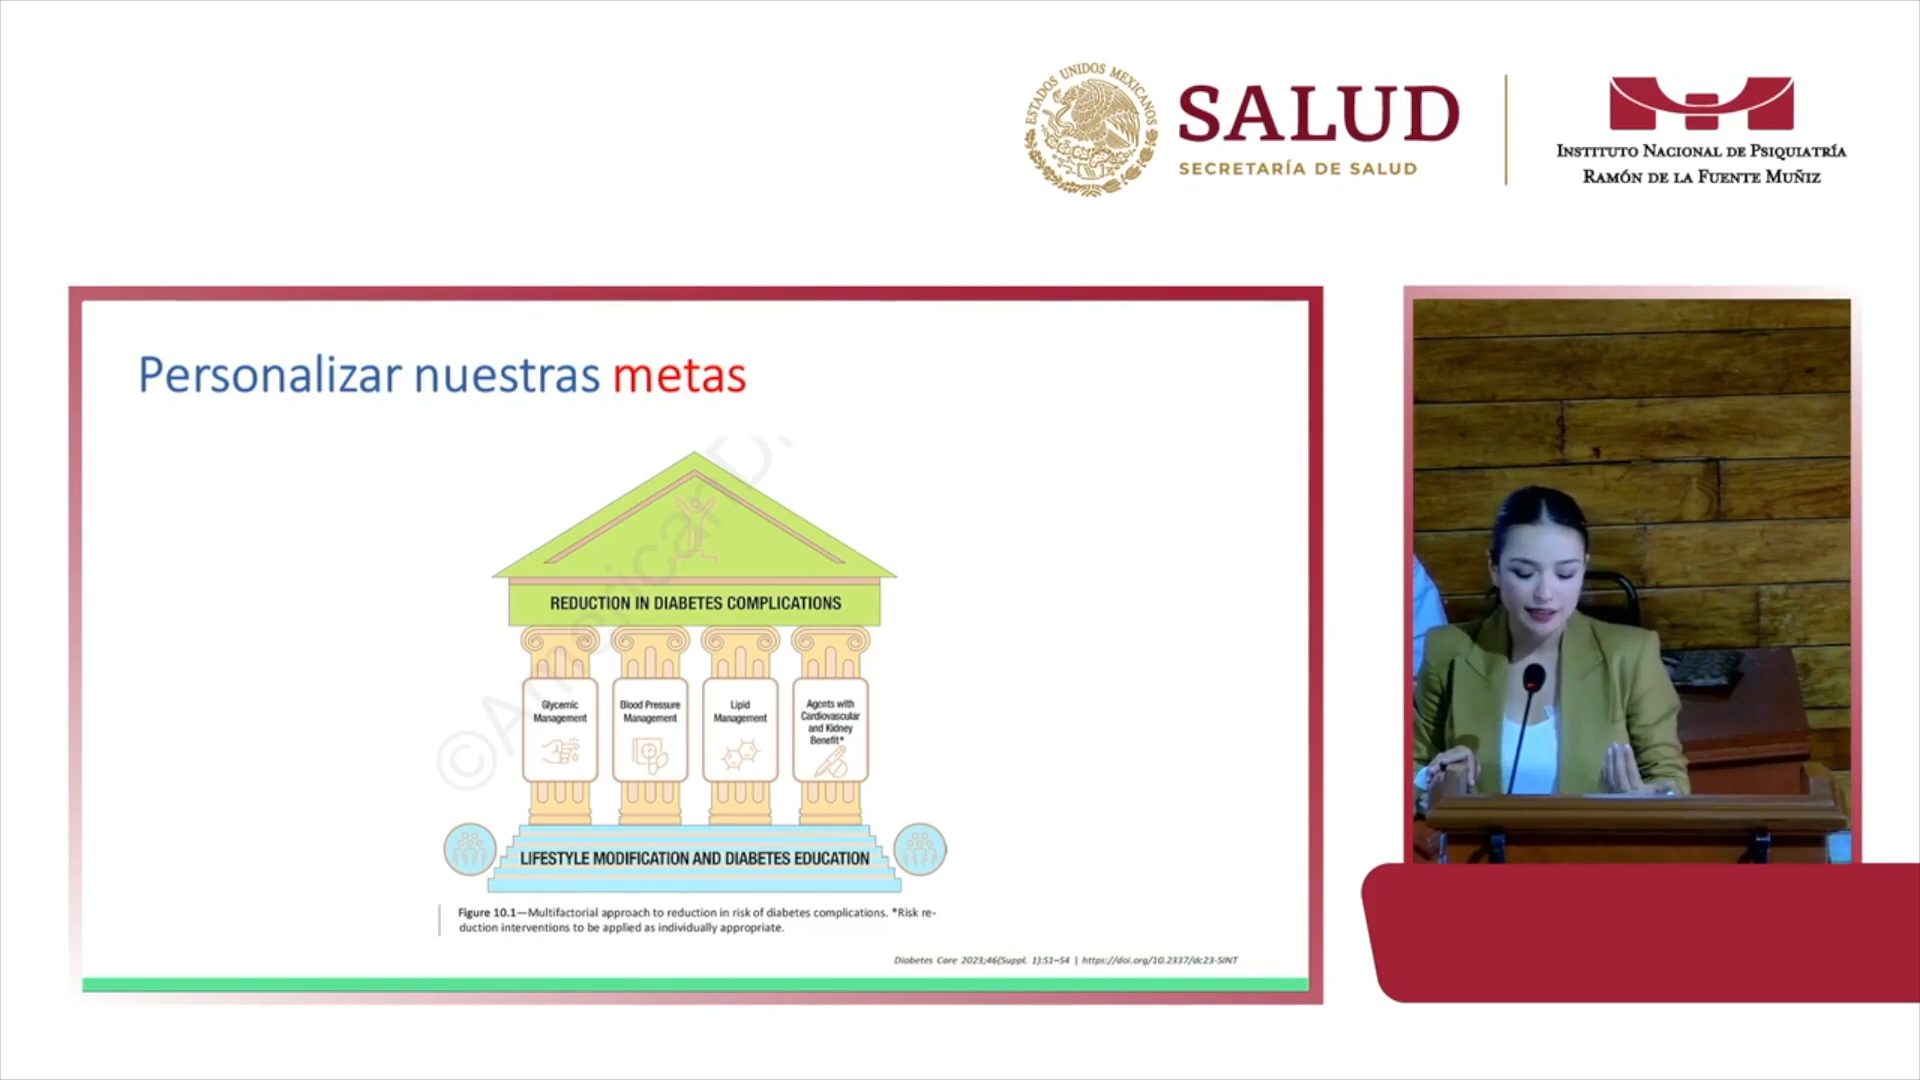 ESTADOS UNIDOS MEXICANOS
SALUD
SECRETARÍA DE SALUD
INSTITUTO NACIONAL DE PSIQUIATRÍA
RAMÓN DE LA FUENTE MUÑIZ
Personalizar nuestras metas
REDUCTION IN DIABETES COMPLICATIONS
Glycemic
Management
Blood Pressure
Management
Lipid
Management
Agents with
Cardiovascular
and Kidney
Benefit*
LIFESTYLE MODIFICATION AND DIABETES EDUCATION
Figure 10.1—Multifactorial approach to reduction in risk of diabetes complications. *Risk re-
duction interventions to be applied as individually appropriate.
Diabetes Care 2023;46(Suppl. 1):S1–S4 | https://doi.org/10.2337/dc23-SINT
©American D